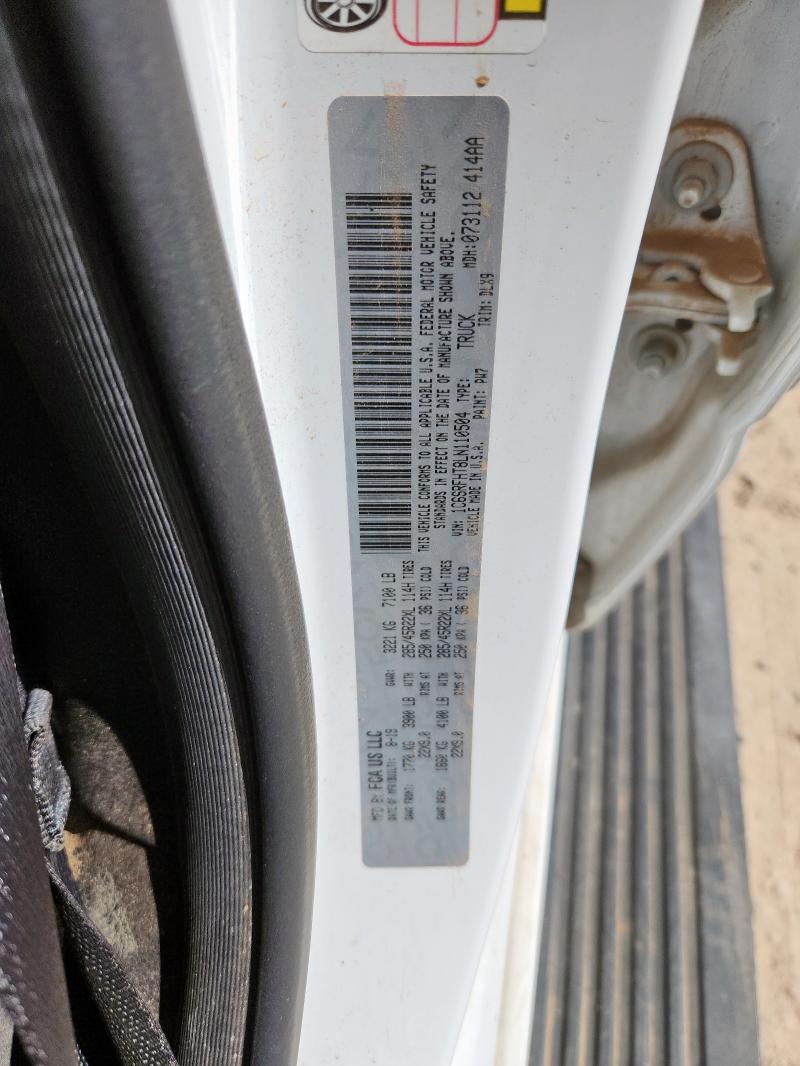 MFD BY: FCA US LLC
DATE OF MFR(BUILT): 8-19 GVWR: 3221 KG 7100 LB
GAWR FRONT: 1770 KG 3900 LB WITH 285/45R22XL 114H TIRES
22X9.0 RIMS AT 250 KPA ( 36 PSI) COLD
GAWR REAR: 1860 KG 4100 LB WITH 285/45R22XL 114H TIRES
22X9.0 RIMS AT 250 KPA ( 36 PSI) COLD
THIS VEHICLE CONFORMS TO ALL APPLICABLE U.S.A. FEDERAL MOTOR VEHICLE SAFETY
STANDARDS IN EFFECT ON THE DATE OF MANUFACTURE SHOWN ABOVE.
VIN: 1C6SRFHT8LN110504 TYPE: TRUCK MDH:073112 414AA
VEHICLE MADE IN U.S.A. PAINT: PW7 TRIM: DLX9